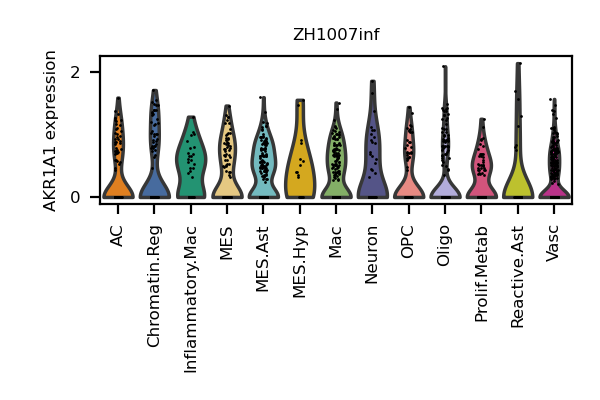 ZH1007inf
AKR1A1 expression
2
0
AC
Chromatin.Reg
Inflammatory.Mac
MES
MES.Ast
MES.Hyp
Mac
Neuron
OPC
Oligo
Prolif.Metab
Reactive.Ast
Vasc